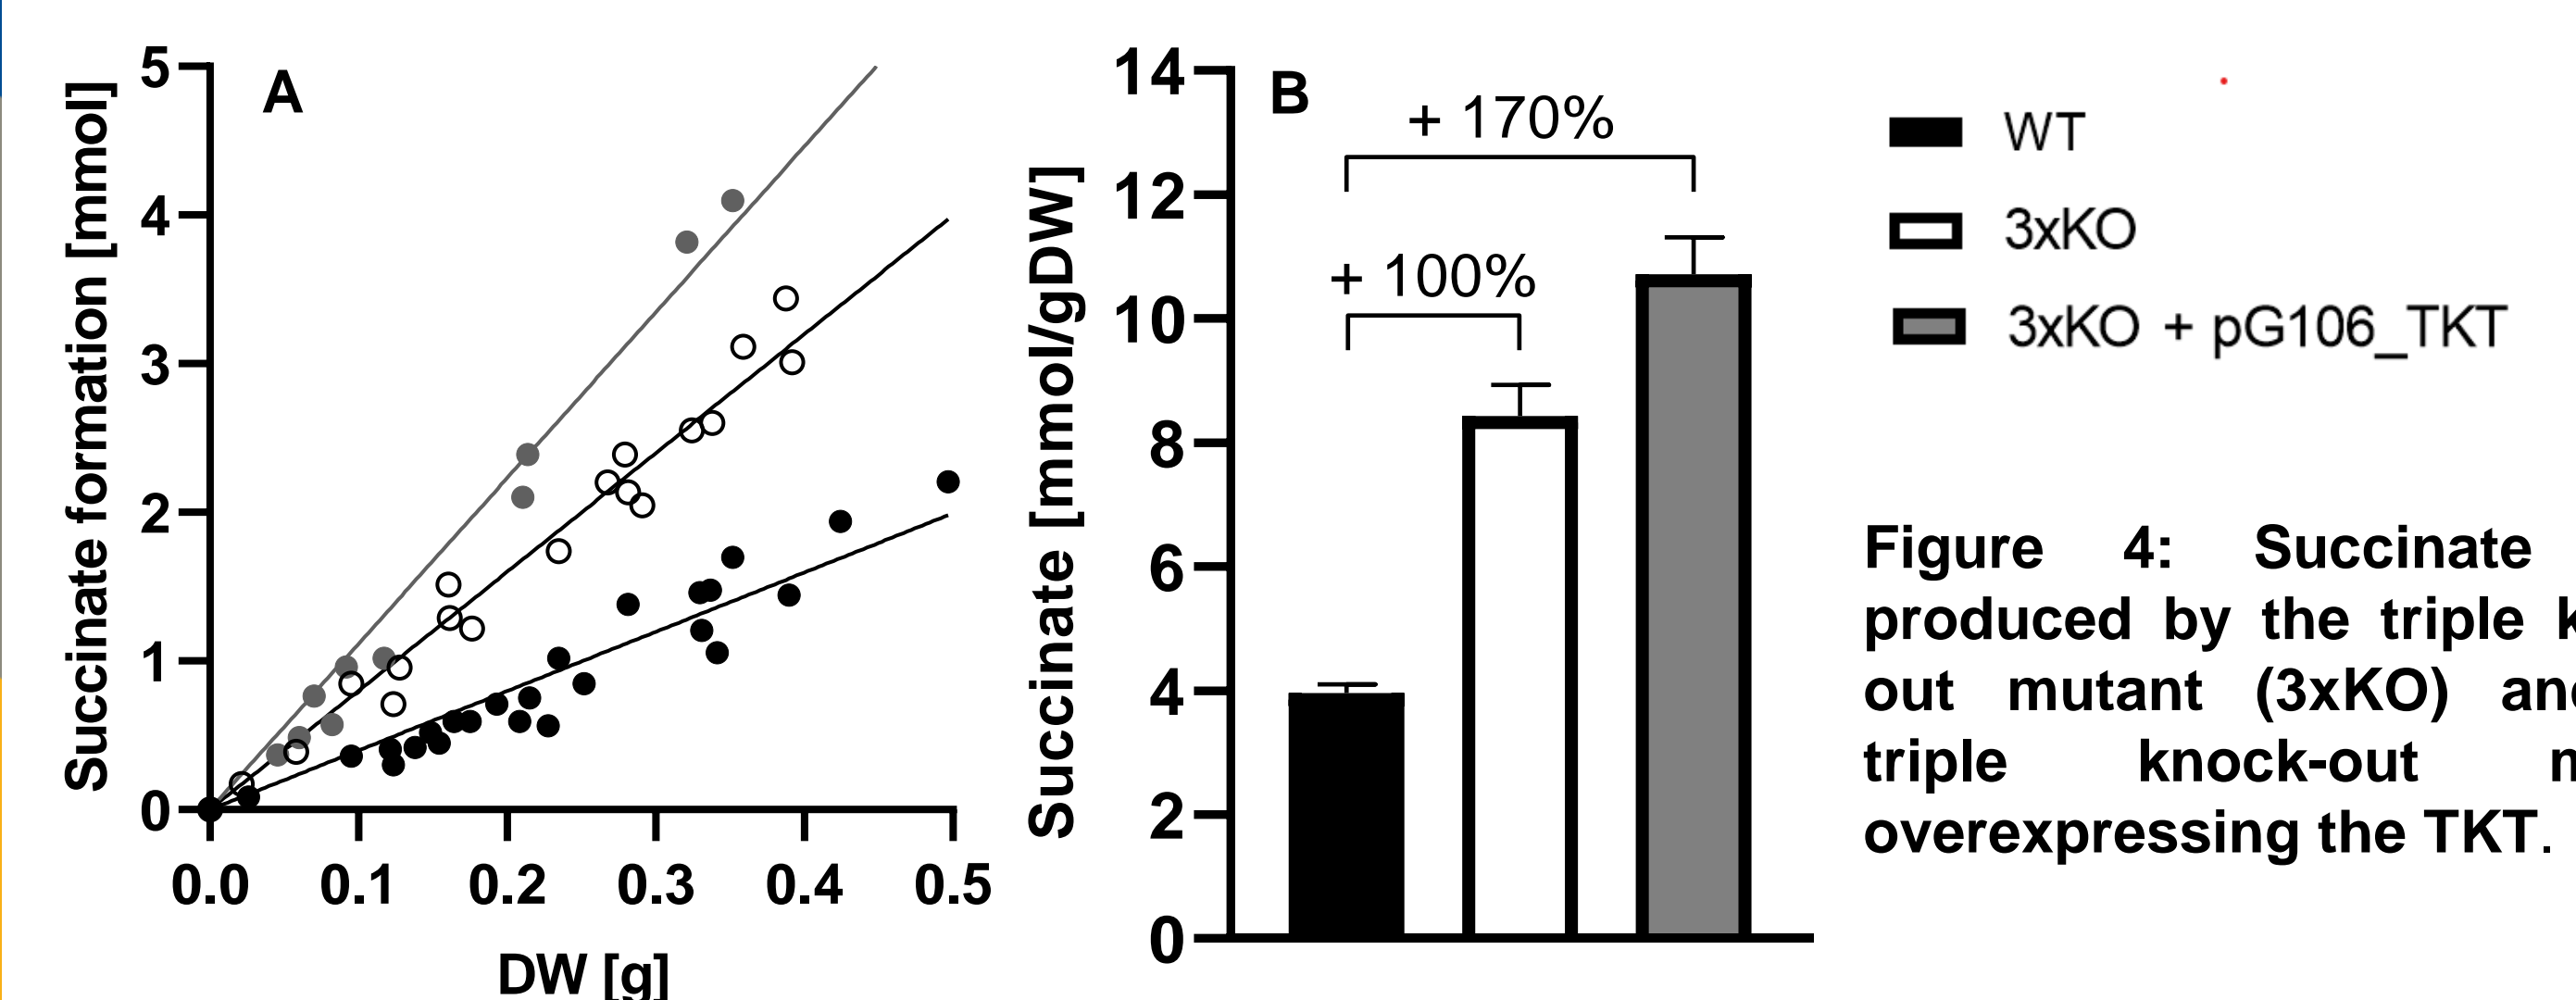 A
Succinate formation [mmol]
5
4
3
2
1
0
0.0 0.1 0.2 0.3 0.4 0.5
DW [g]
B
Succinate [mmol/gDW]
14
12
10
8
6
4
2
0
+ 170%
+ 100%
WT
3xKO
3xKO + pG106_TKT
Figure 4: Succinate
produced by the triple
out mutant (3xKO)
triple knock-out
overexpressing the TKT.